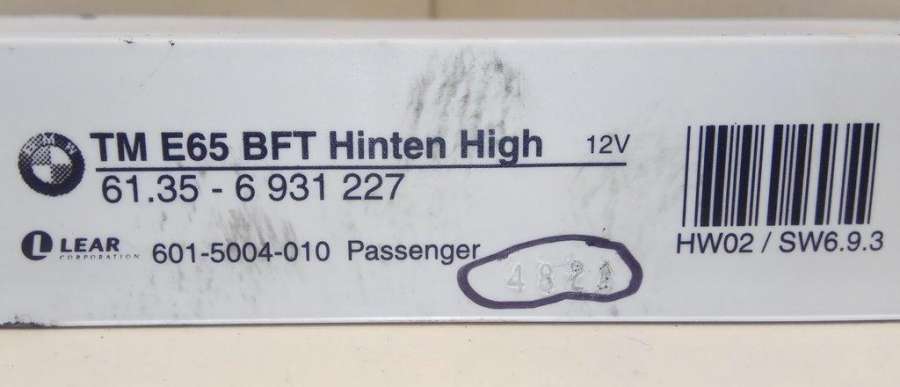 TM E65 BFT Hinten High 12V
61.35 - 6 931 227
LEAR CORPORATION 601-5004-010 Passenger
HW02 / SW6.9.3